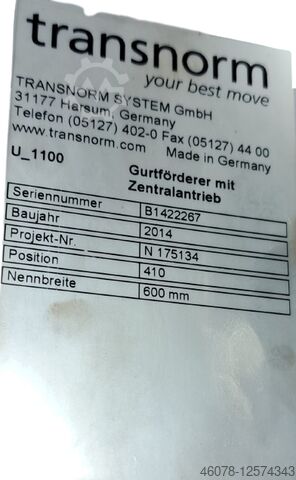 transnorm
your best move
TRANSNORM SYSTEM GmbH
31177 Harsum, Germany
Telefon (05127) 402-0 Fax (05127) 44 00
www.transnorm.com Made in Germany
U_1100 Gurtförderer mit
Zentralantrieb
Seriennummer B1422267
Baujahr 2014
Projekt-Nr. N 175134
Position 410
Nennbreite 600 mm
46078-12574343